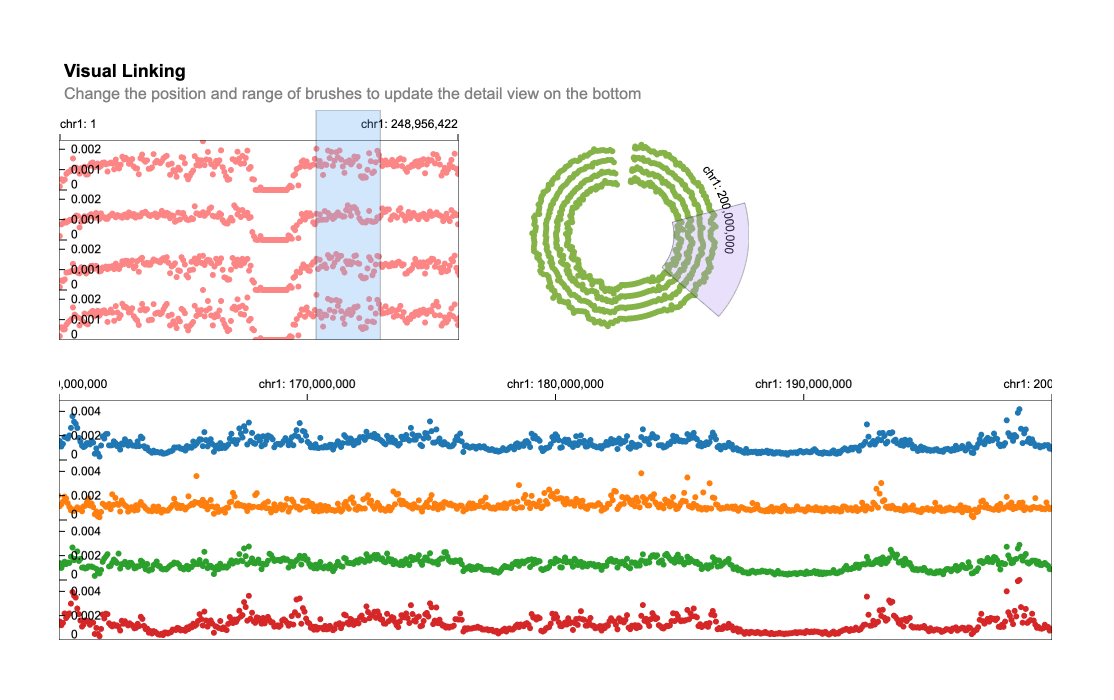 Visual Linking
Change the position and range of brushes to update the detail view on the bottom
chr1: 1
chr1: 248,956,422
0.002
0.001
0
0.002
0.001
0
0.002
0.001
0
0.002
0.001
0
chr1: 200,000,000
0,000,000
chr1: 170,000,000
chr1: 180,000,000
chr1: 190,000,000
chr1: 200
0.004
0.002
0
0.004
0.002
0
0.004
0.002
0
0.004
0.002
0